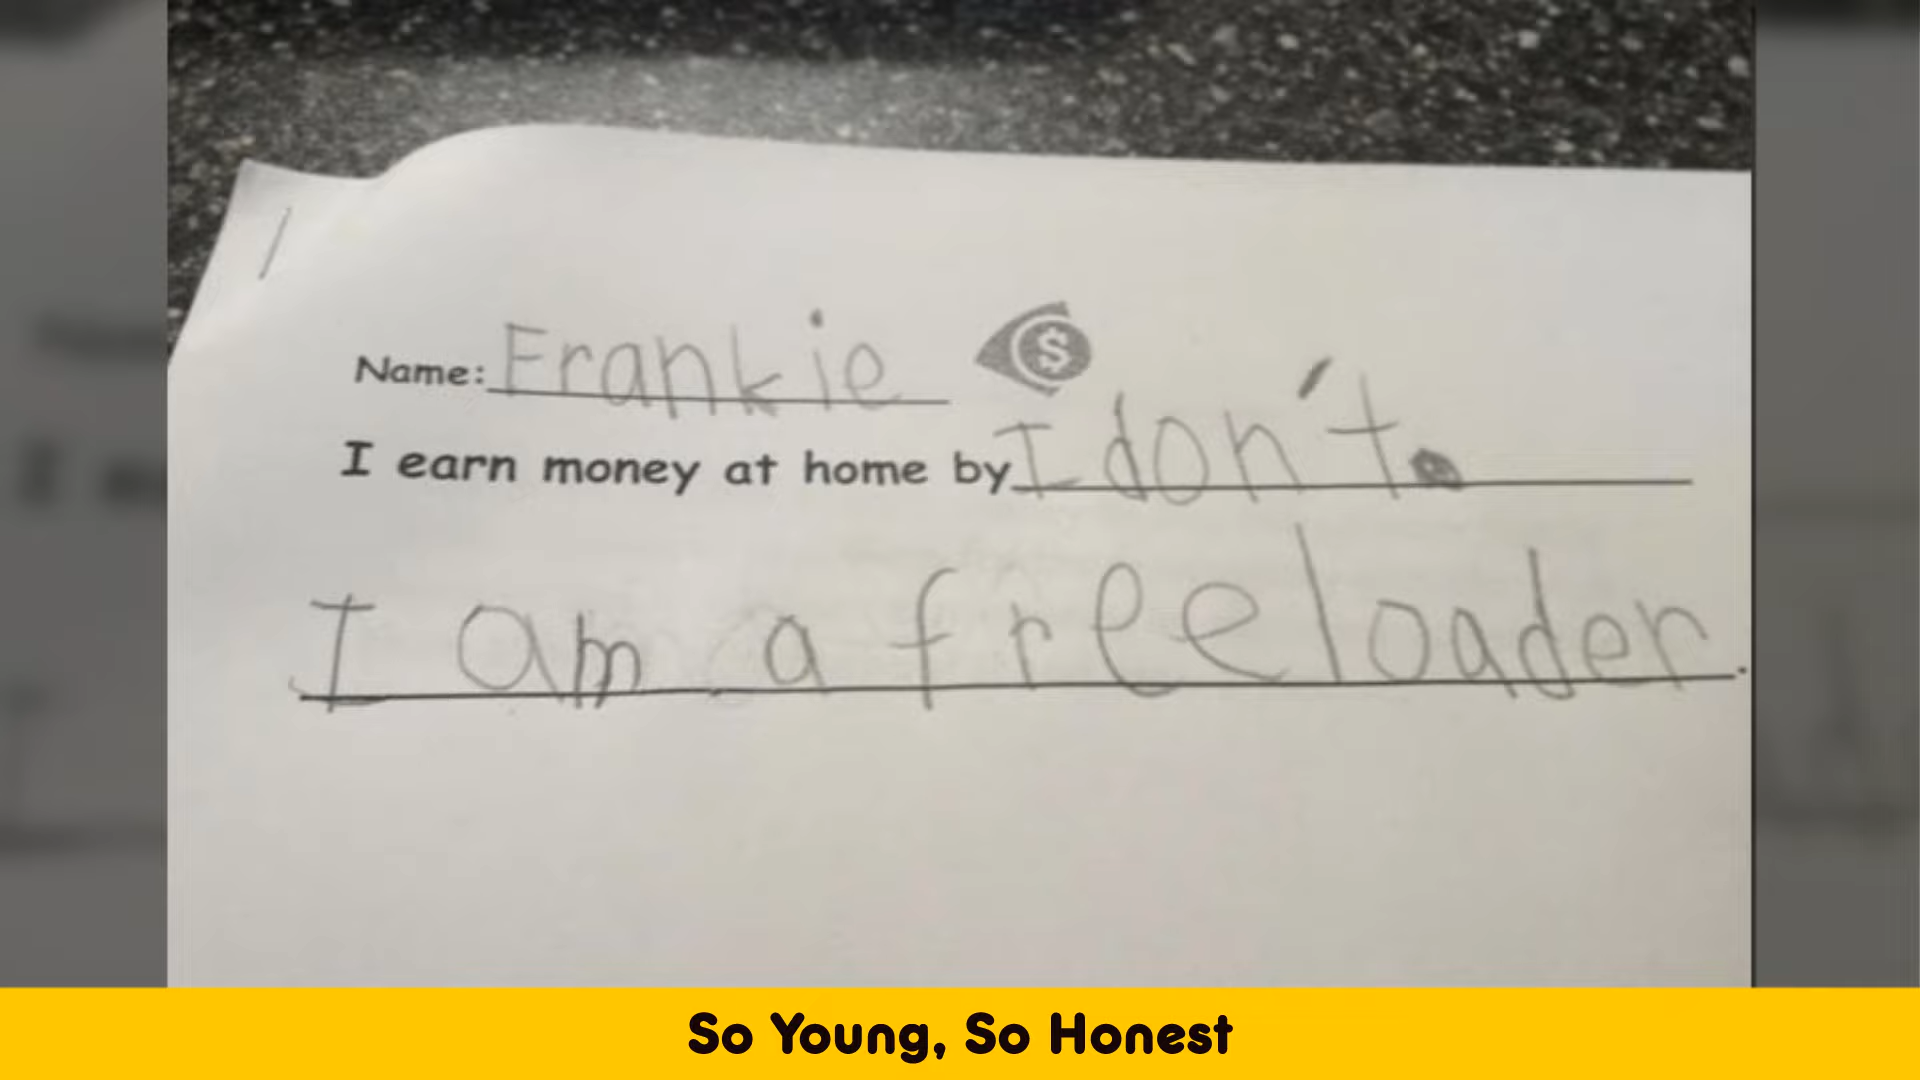 Name: Frankie
$
I earn money at home by I don't.
I am a freeloader.
So Young, So Honest